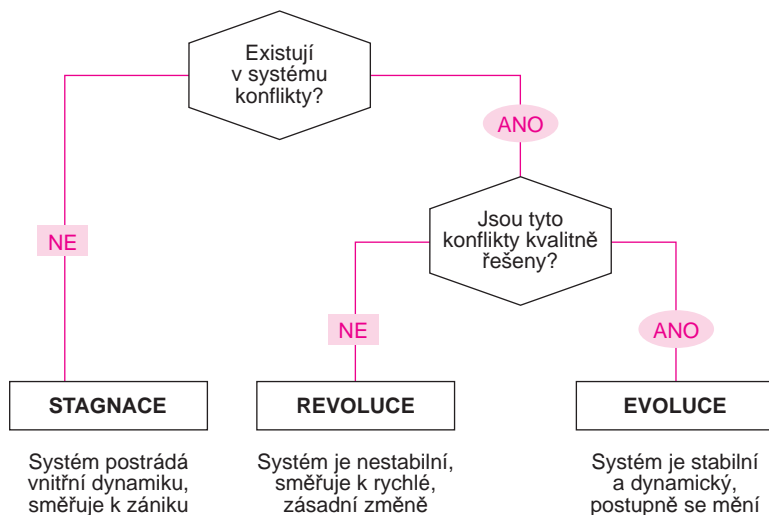 Existují
v systému
konflikty?
ANO
NE
Jsou tyto
konflikty kvalitně
řešeny?
NE
ANO
STAGNACE
REVOLUCE
EVOLUCE
Systém postrádá
vnitřní dynamiku,
směřuje k zániku
Systém je nestabilní,
směřuje k rychlé,
zásadní změně
Systém je stabilní
a dynamický,
postupně se mění